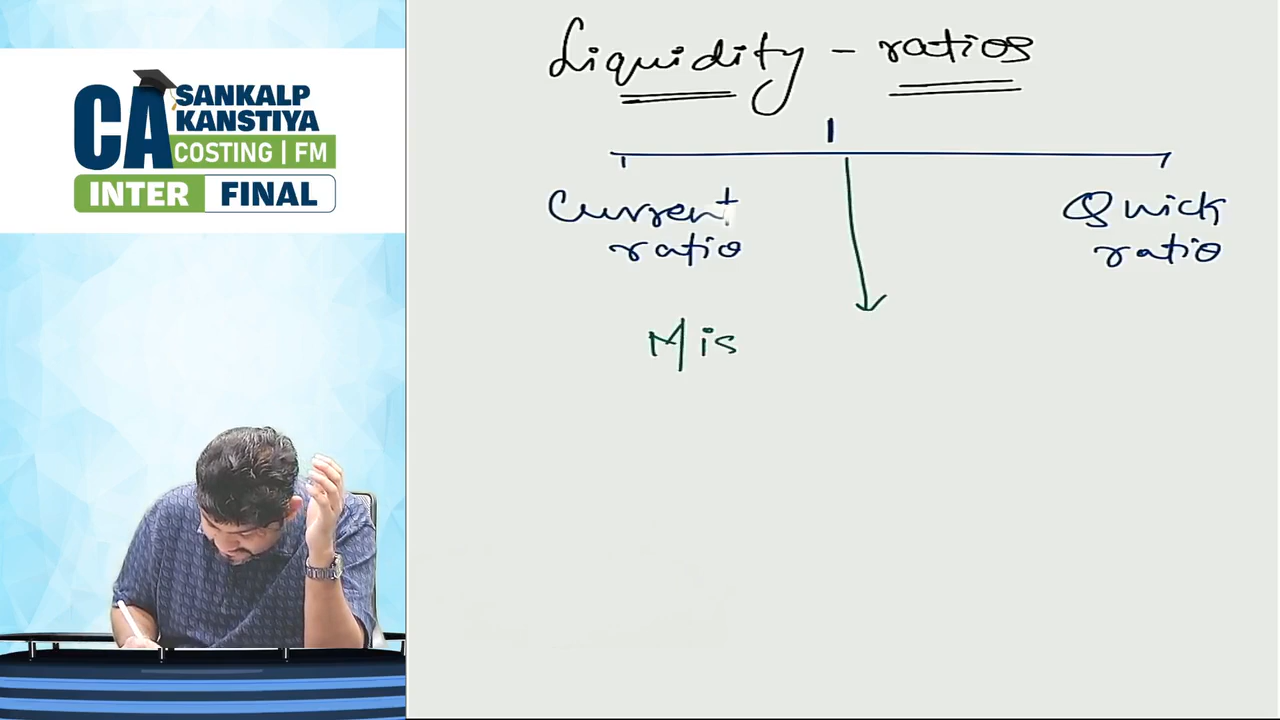 CA SANKALP
KANSTIYA
COSTING | FM
INTER FINAL
Liquidity - ratios
Current
ratio
Quick
ratio
Mis